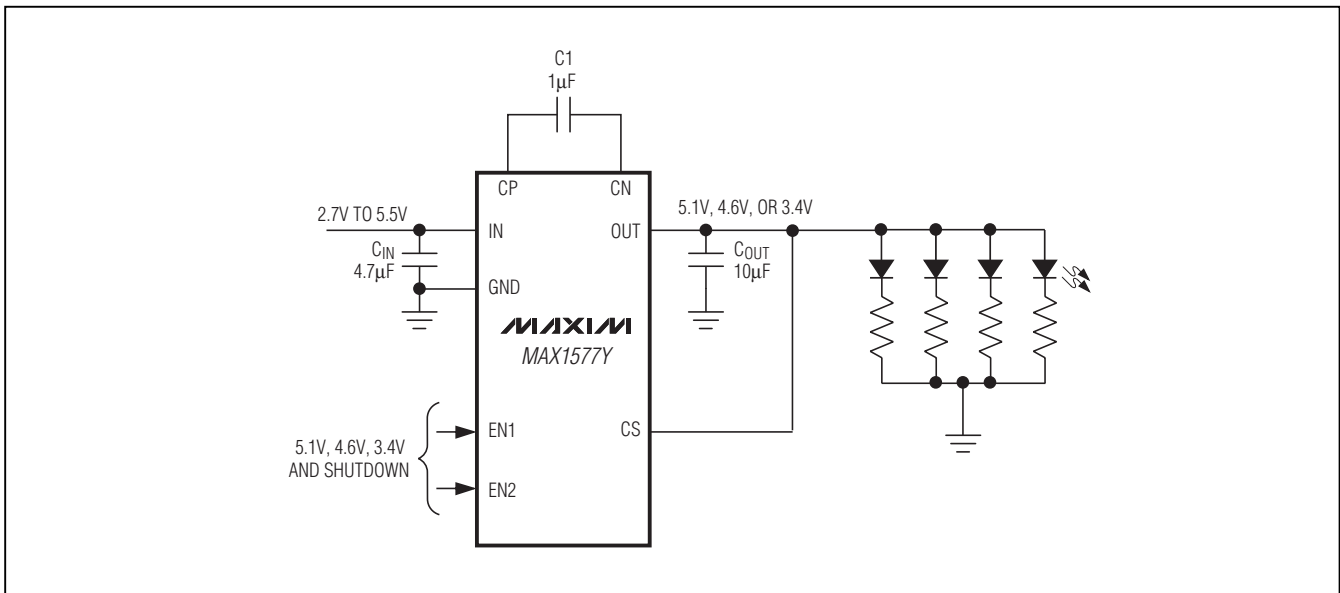 C1
1µF
CP
CN
2.7V TO 5.5V
IN
OUT
5.1V, 4.6V, OR 3.4V
CIN
4.7µF
COUT
10µF
GND
MAXIM
MAX1577Y
EN1
CS
5.1V, 4.6V, 3.4V
AND SHUTDOWN
EN2